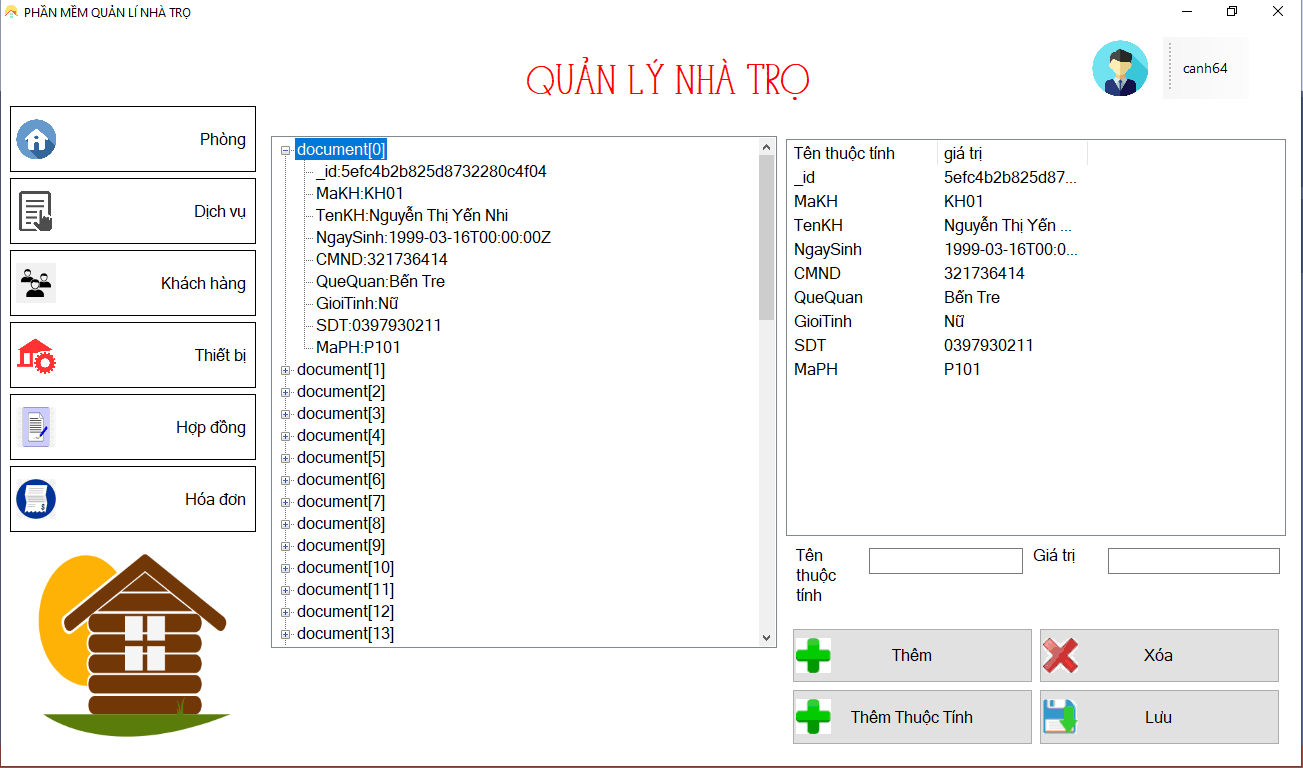 PHẦN MỀM QUẢN LÍ NHÀ TRỌ
QUẢN LÝ NHÀ TRỌ
canh64
Phòng
Dịch vụ
Khách hàng
Thiết bị
Hợp đồng
Hóa đơn
document[0]
_id:5efc4b2b825d8732280c4f04
MaKH:KH01
TenKH:Nguyễn Thị Yến Nhi
NgaySinh:1999-03-16T00:00:00Z
CMND:321736414
QueQuan:Bến Tre
GioiTinh:Nữ
SDT:0397930211
MaPH:P101
document[1]
document[2]
document[3]
document[4]
document[5]
document[6]
document[7]
document[8]
document[9]
document[10]
document[11]
document[12]
document[13]
Tên thuộc tính giá trị
_id 5efc4b2b825d87...
MaKH KH01
TenKH Nguyễn Thị Yến ...
NgaySinh 1999-03-16T00:0...
CMND 321736414
QueQuan Bến Tre
GioiTinh Nữ
SDT 0397930211
MaPH P101
Tên
thuộc
tính
Giá trị
Thêm
Xóa
Thêm Thuộc Tính
Lưu